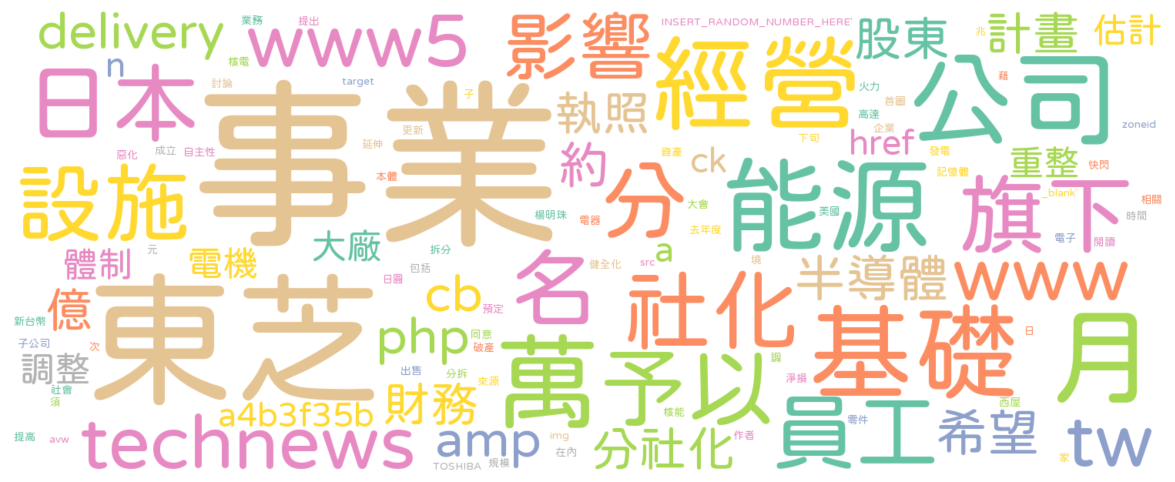 delivery
業務
提出
www5
影響
INSERT_RANDOM_NUMBER_HERE'
經營
股東
兆
計畫
估計
n
核電
討論
target
子
日本
事業
執照
火力
首圖
藉
公司
高達
企業
zoneid
更新
延伸
下旬
href
發電
惡化
成立
自主性
約
資產
ck
重整
快閃
設施
本體
分
能源
記憶體
旗下
_blank
相關
楊明珠
電器
大會
美國
去年度
時間
電子
閱讀
大廠
拆分
元
體制
電機
包括
名
健全化
src
a
境
半導體
www
日圓
cb
預定
社化
億
東芝
新台幣
子公司
次
php
同意
破產
萬
予以
基礎
日
月
調整
出售
分拆
來源
淨損
社會
須
a4b3f35b
財務
核能
員工
零件
西屋
希望
tw
提高
avw
technews
amp
img
在內
TOSHIBA
規模
分社化
作者
家